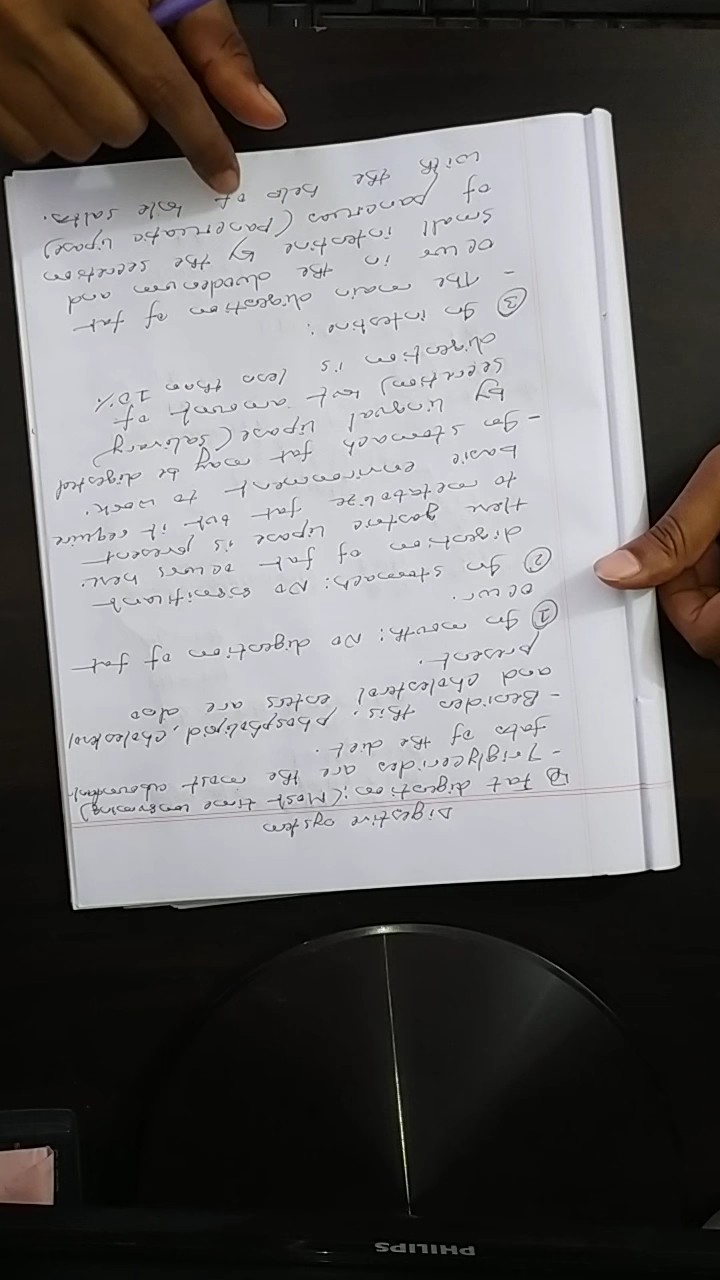 Digestive system
⑧ Fat digestion: (Most time consuming)
- Triglycerides are the most abundant
fats of the diet.
- Besides this, phospholipid, cholesterol
and cholesterol esters are also
present.
① In mouth: No digestion of fat
occur.
② In stomach: No significant
digestion of fat occurs here.
Here gastric lipase is present
to metabolize fat but it require
basic environment to work.
- In stomach fat may be digested
by lingual lipase (salivary
secretion) but amount of
digestion is less than 10%
③ In intestine:
- The main digestion of fat
occur in the duodenum and
small intestine by the secretion
of pancreas (pancreatic lipase)
with the help of bile salts.
PHILIPS